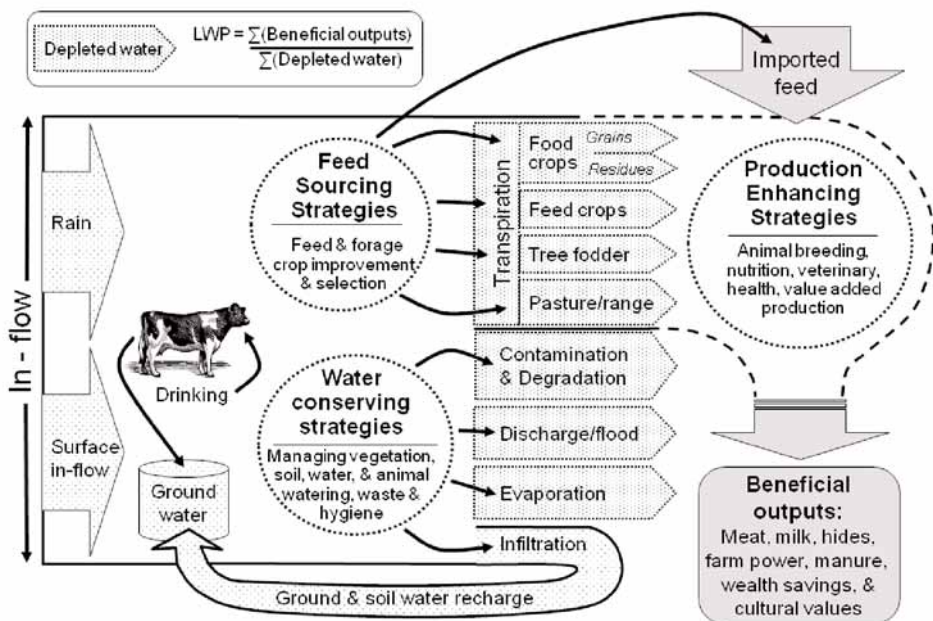 Depleted water
LWP = ∑(Beneficial outputs)
∑(Depleted water)
Imported
feed
In - flow
Rain
Surface
in-flow
Drinking
Ground
water
Feed
Sourcing
Strategies
Feed & forage
crop improvement
& selection
Water
conserving
strategies
Managing vegetation,
soil, water, & animal
watering, waste &
hygiene
Transpiration
Food
crops
Grains
Residues
Feed crops
Tree fodder
Pasture/range
Contamination
& Degradation
Discharge/flood
Evaporation
Infiltration
Ground & soil water recharge
Production
Enhancing
Strategies
Animal breeding,
nutrition, veterinary,
health, value added
production
Beneficial
outputs:
Meat, milk, hides,
farm power, manure,
wealth savings, &
cultural values